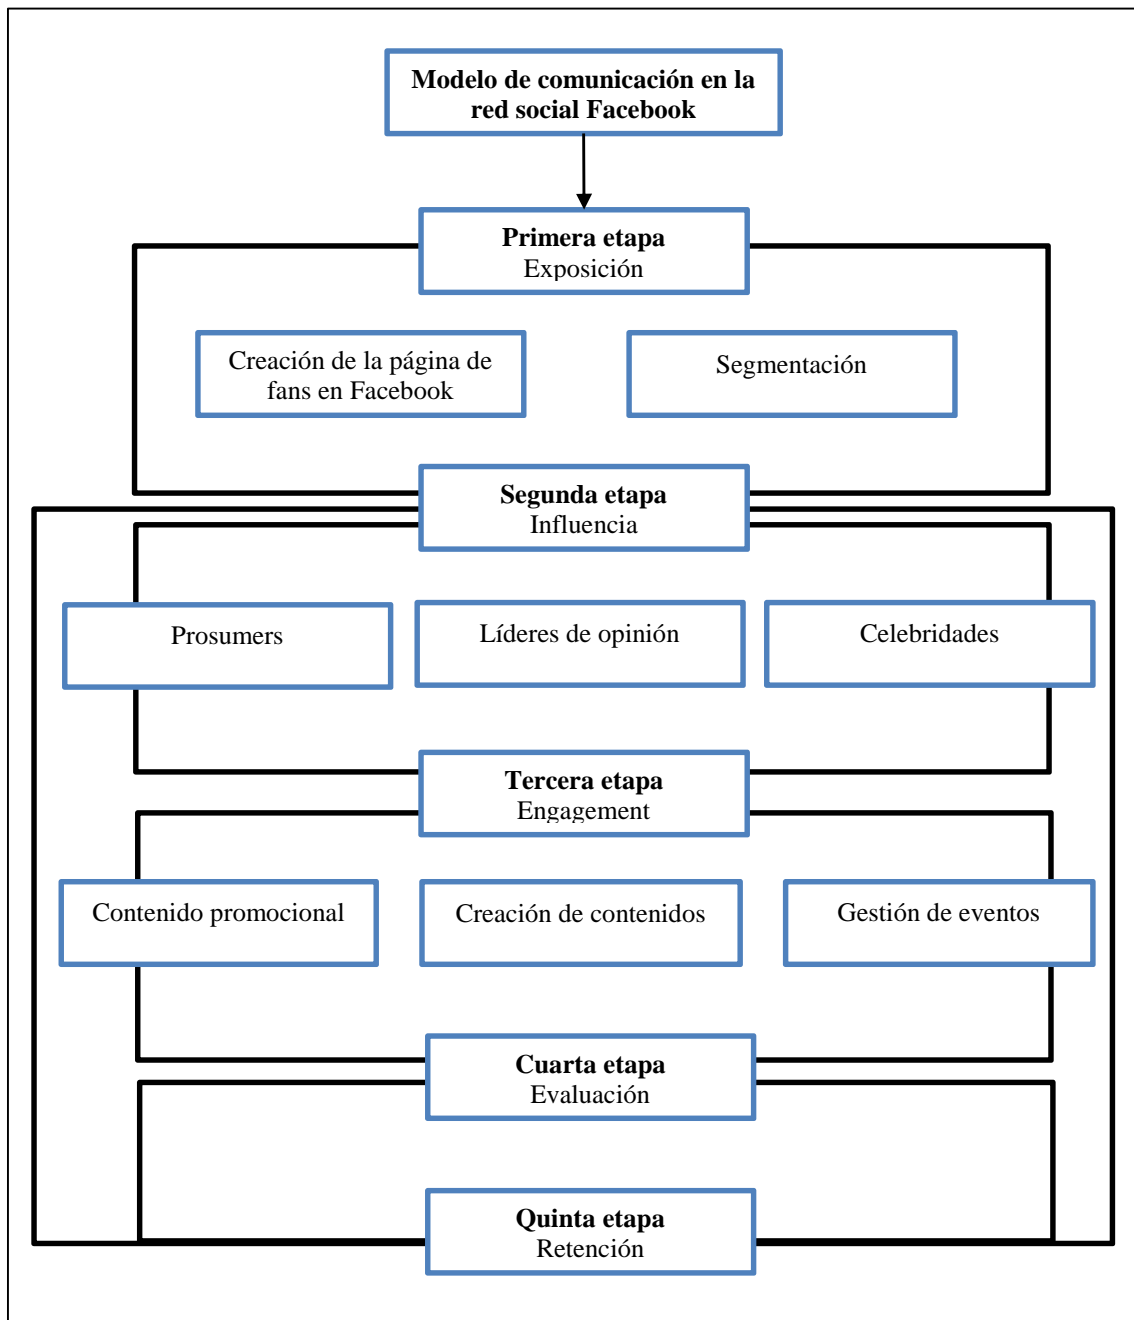 Modelo de comunicación en la
red social Facebook
Primera etapa
Exposición
Creación de la página de
fans en Facebook
Segmentación
Segunda etapa
Influencia
Prosumers
Líderes de opinión
Celebridades
Tercera etapa
Engagement
Contenido promocional
Creación de contenidos
Gestión de eventos
Cuarta etapa
Evaluación
Quinta etapa
Retención